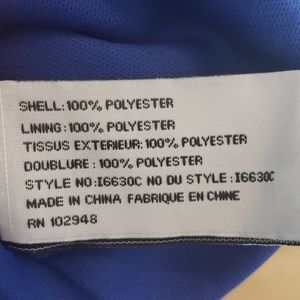 SHELL:100% POLYESTER
LINING:100% POLYESTER
TISSUS EXTERIEUR:100% POLYESTER
DOUBLURE:100% POLYESTER
STYLE NO:I6630C NO DU STYLE:I6630C
MADE IN CHINA FABRIQUE EN CHINE
RN 102948